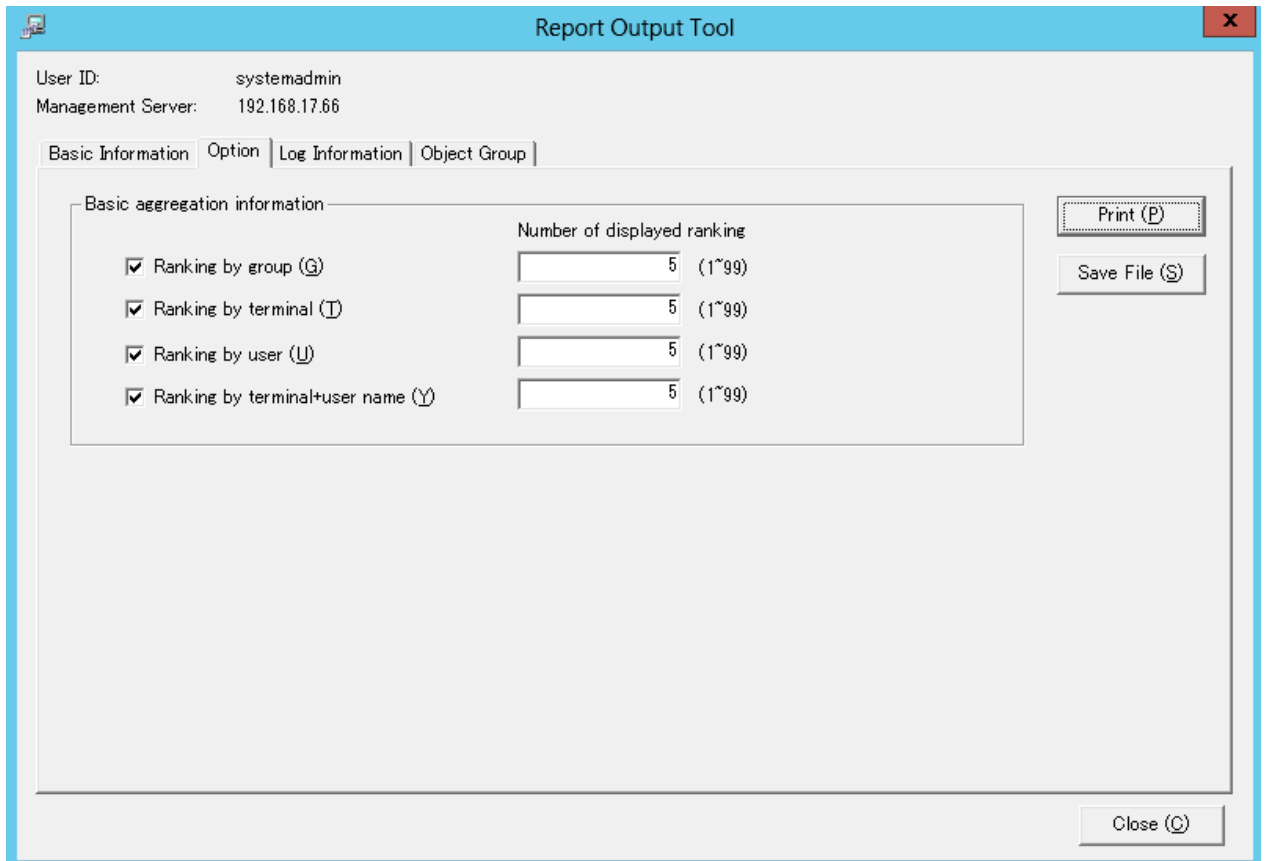 Report Output Tool
x
User ID: systemadmin
Management Server: 192.168.17.66
Basic Information Option Log Information Object Group
Basic aggregation information
Number of displayed ranking
Ranking by group (G) 5 (1~99)
Ranking by terminal (T) 5 (1~99)
Ranking by user (U) 5 (1~99)
Ranking by terminal+user name (Y) 5 (1~99)
Print (P)
Save File (S)
Close (C)